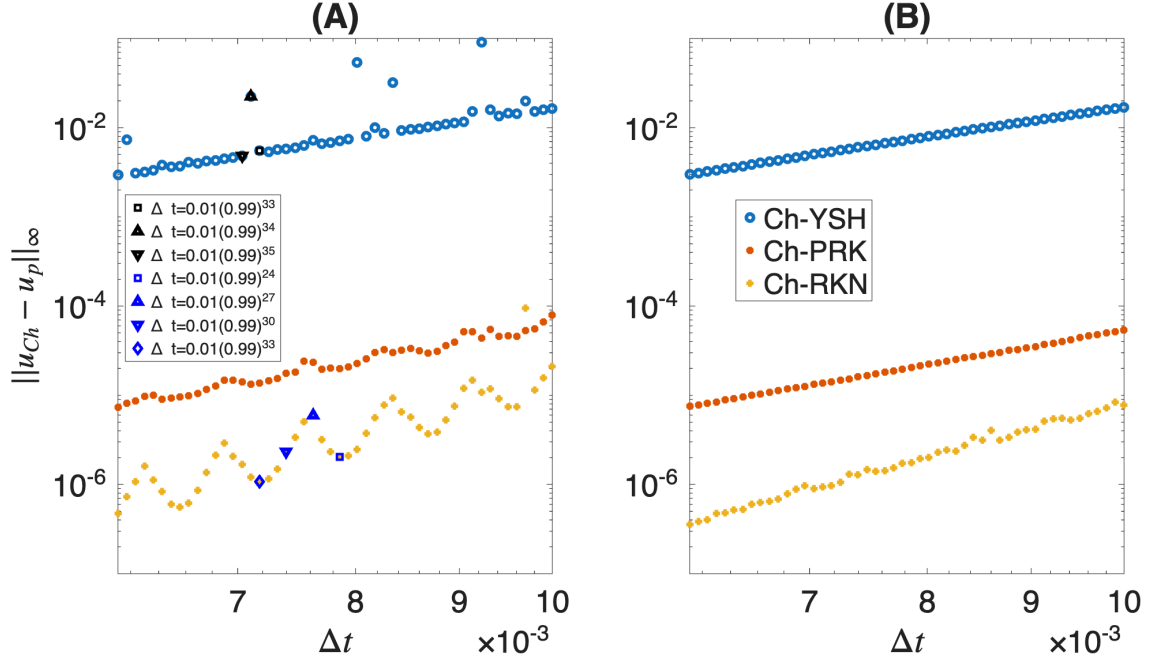 (A)
(B)
||u_{Ch} − u_p||_∞
10^{-2}
10^{-4}
10^{-6}
Δ t=0.01(0.99)^{33}
Δ t=0.01(0.99)^{34}
Δ t=0.01(0.99)^{35}
Δ t=0.01(0.99)^{24}
Δ t=0.01(0.99)^{27}
Δ t=0.01(0.99)^{30}
Δ t=0.01(0.99)^{33}
7 8 9 10
Δt
×10^{-3}
10^{-2}
10^{-4}
10^{-6}
Ch-YSH
Ch-PRK
Ch-RKN
7 8 9 10
Δt
×10^{-3}